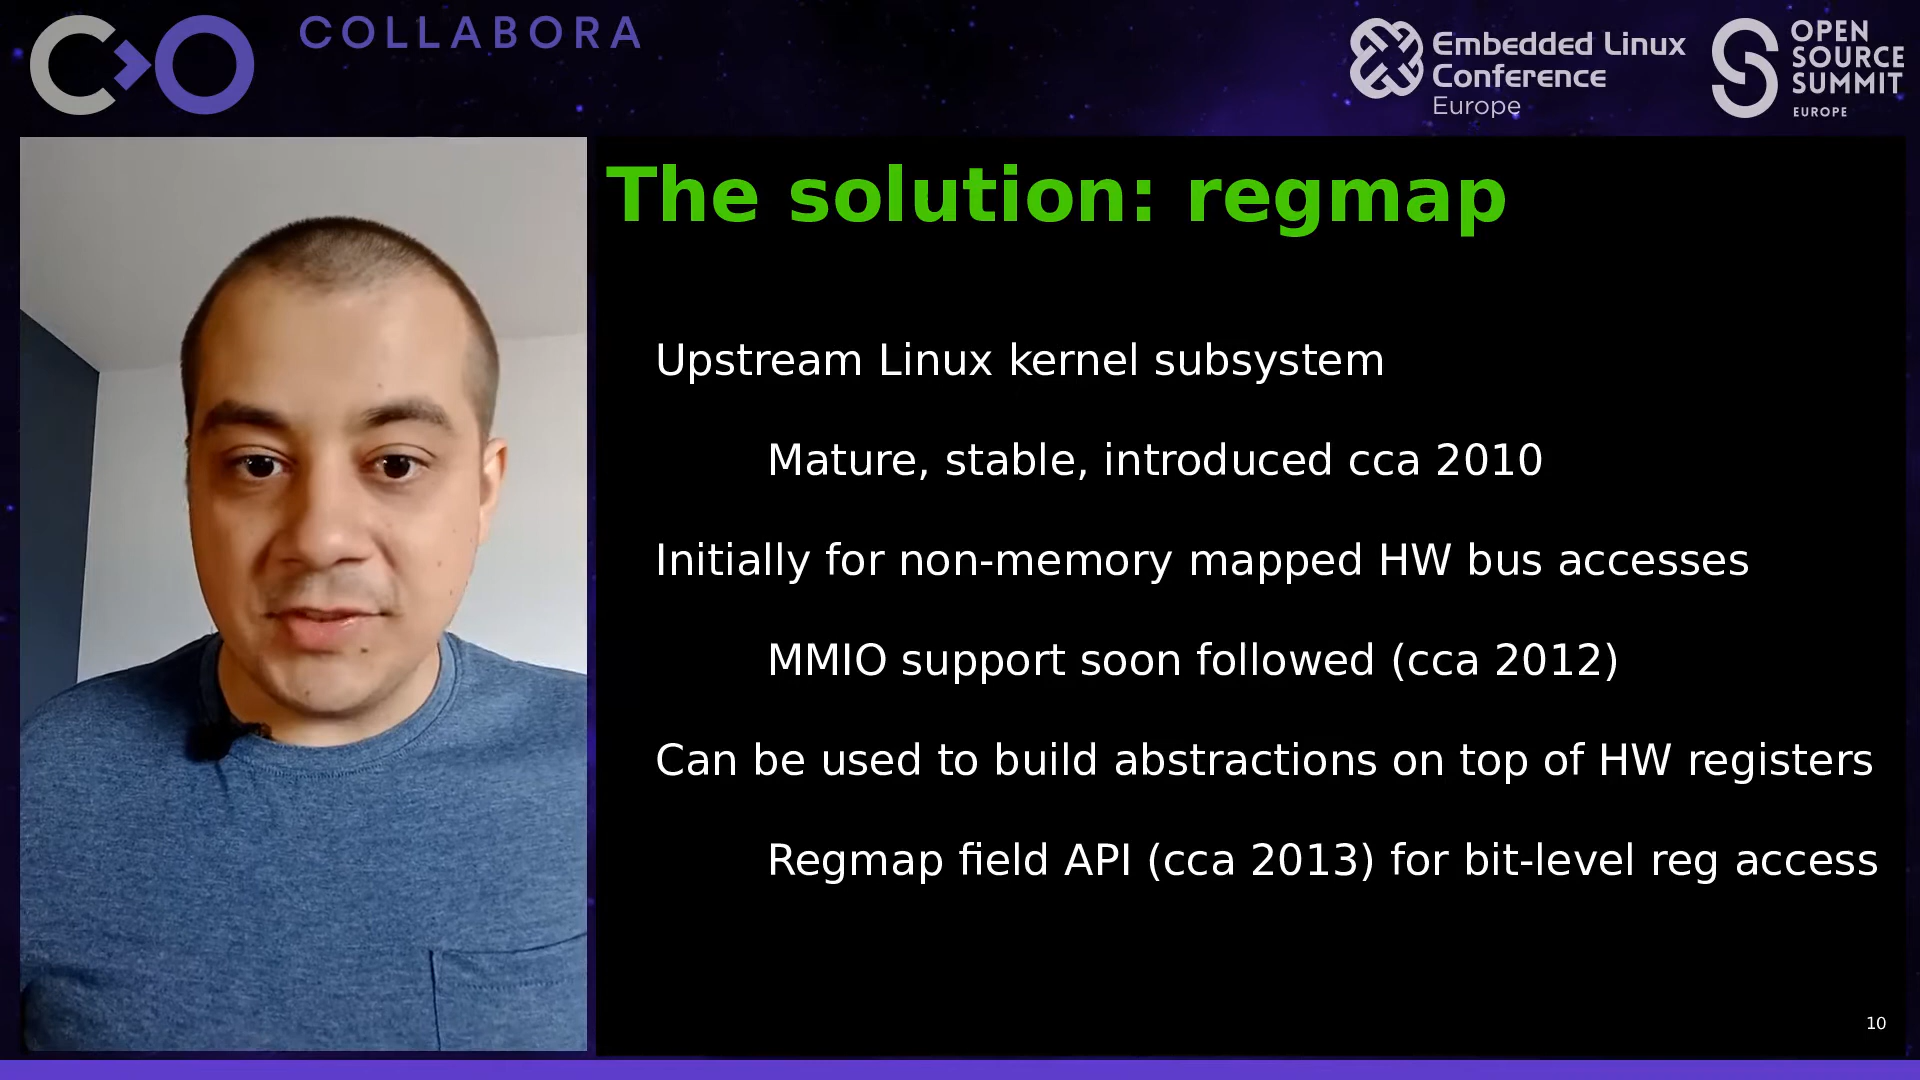 COLLABORA
Embedded Linux
Conference
Europe
OPEN
SOURCE
SUMMIT
EUROPE
The solution: regmap
Upstream Linux kernel subsystem
Mature, stable, introduced cca 2010
Initially for non-memory mapped HW bus accesses
MMIO support soon followed (cca 2012)
Can be used to build abstractions on top of HW registers
Regmap field API (cca 2013) for bit-level reg access
10